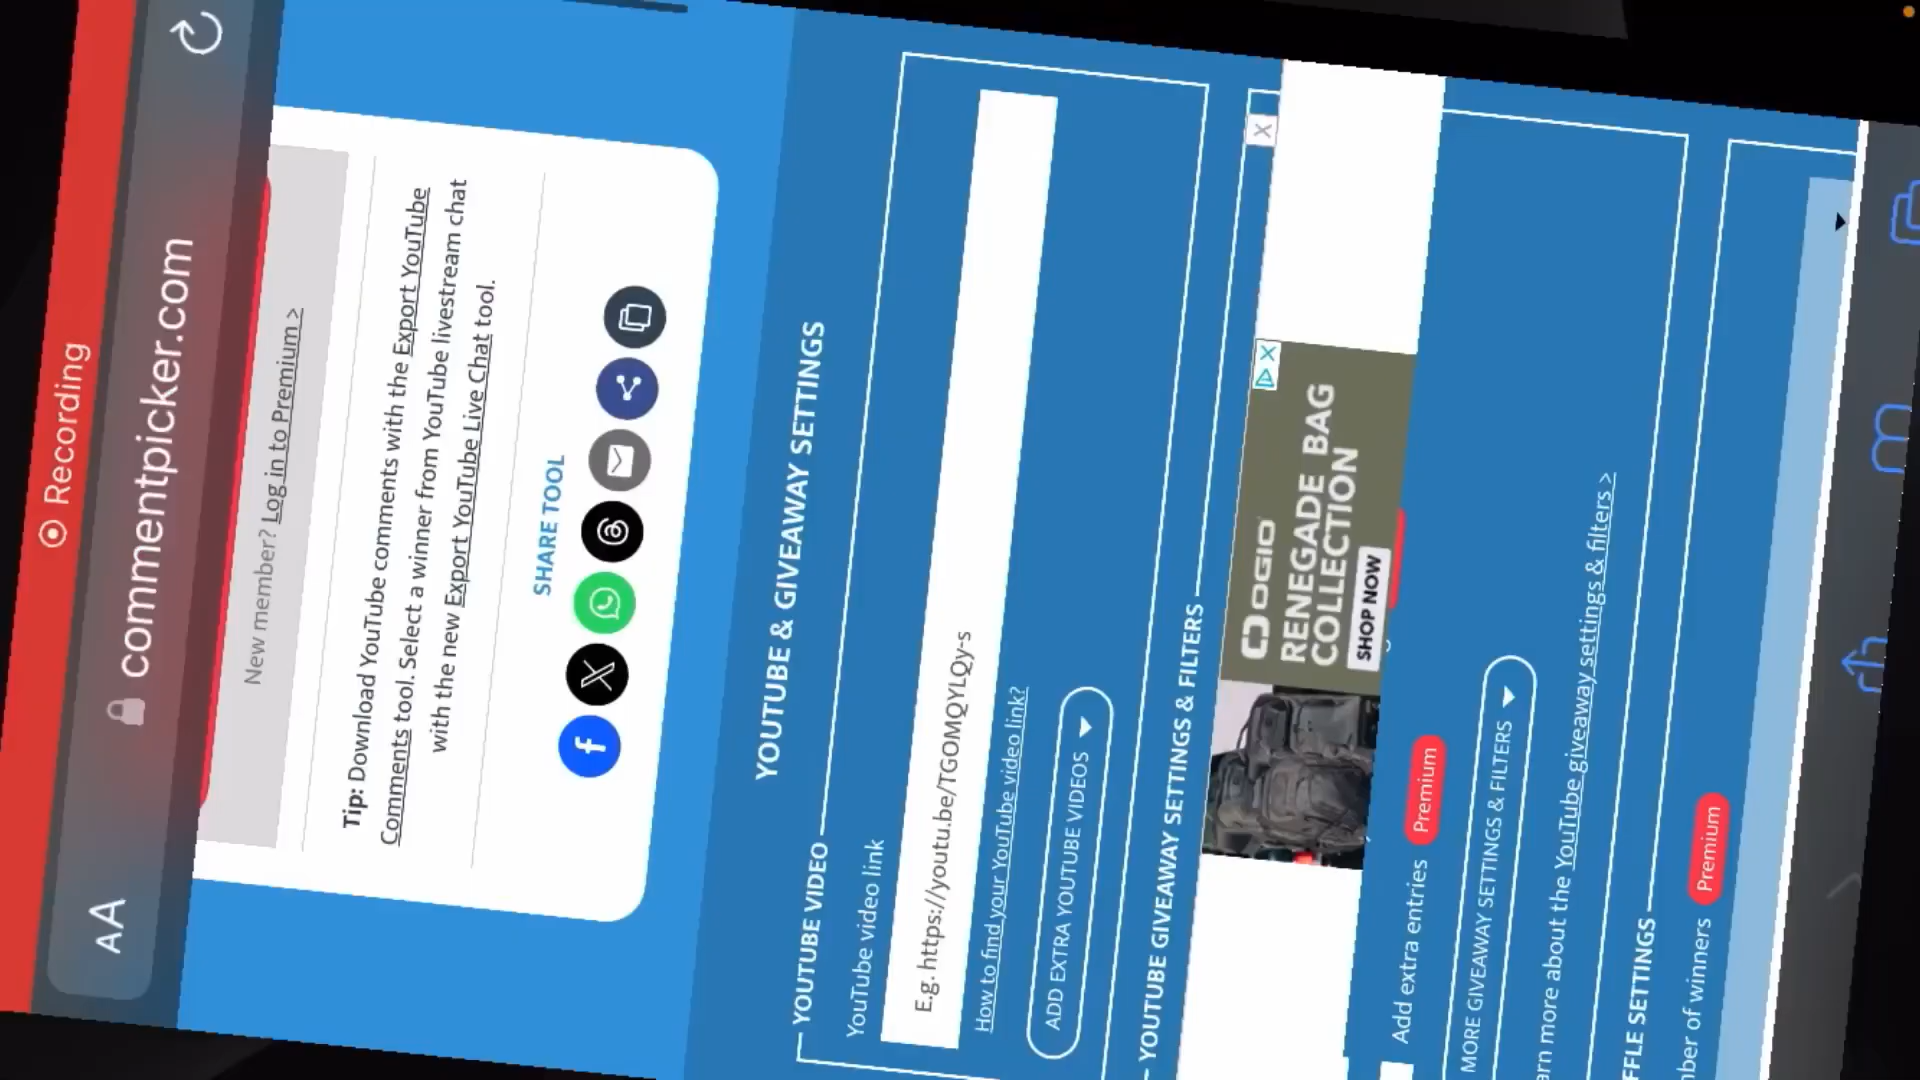 Recording
AA
commentpicker.com
New member? Log in to Premium >
Tip: Download YouTube comments with the Export YouTube
Comments tool. Select a winner from YouTube livestream chat
with the new Export YouTube Live Chat tool.
SHARE TOOL
YOUTUBE & GIVEAWAY SETTINGS
YOUTUBE VIDEO
YouTube video link
E.g. https://youtu.be/TGOMQYLQy-s
How to find your YouTube video link?
ADD EXTRA YOUTUBE VIDEOS
YOUTUBE GIVEAWAY SETTINGS & FILTERS
X
OGIO
RENEGADE BAG
COLLECTION
SHOP NOW
Add extra entries Premium
MORE GIVEAWAY SETTINGS & FILTERS
arn more about the YouTube giveaway settings & filters >
FFLE SETTINGS
nber of winners Premium